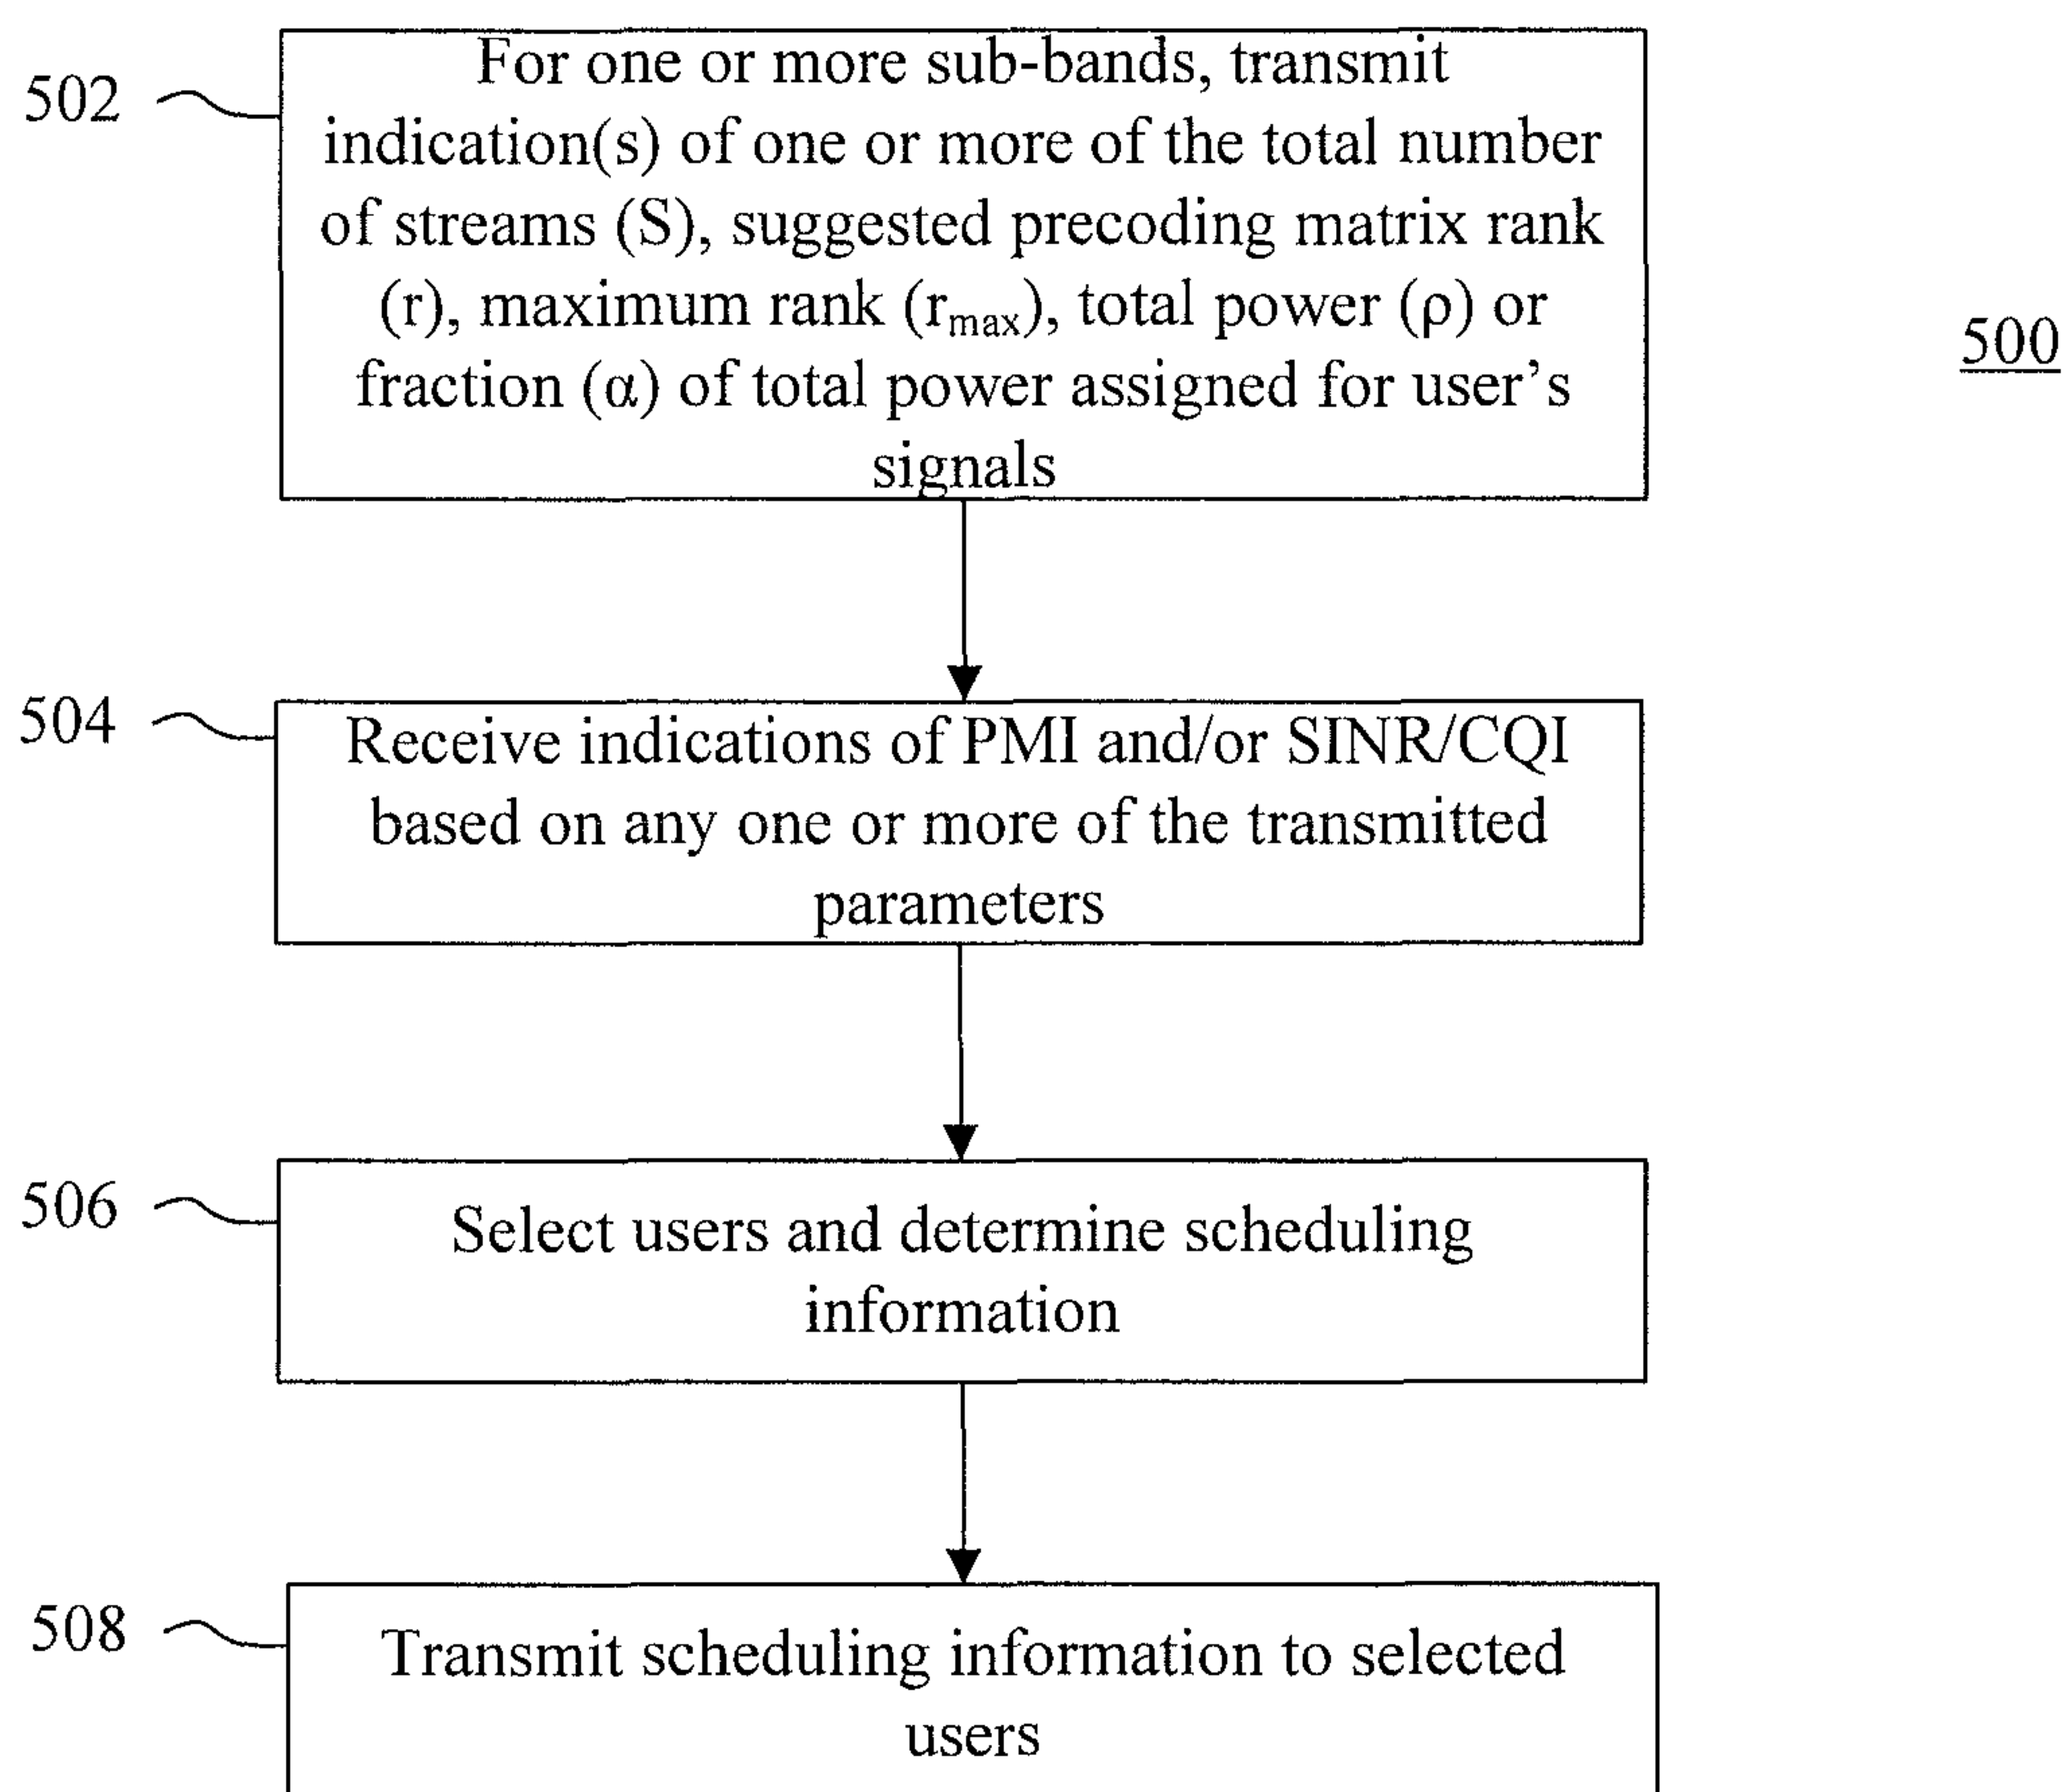 502
For one or more sub-bands, transmit
indication(s) of one or more of the total number
of streams (S), suggested precoding matrix rank
(r), maximum rank (rmax), total power (ρ) or
fraction (α) of total power assigned for user’s
signals
500
504
Receive indications of PMI and/or SINR/CQI
based on any one or more of the transmitted
parameters
506
Select users and determine scheduling
information
508
Transmit scheduling information to selected
users